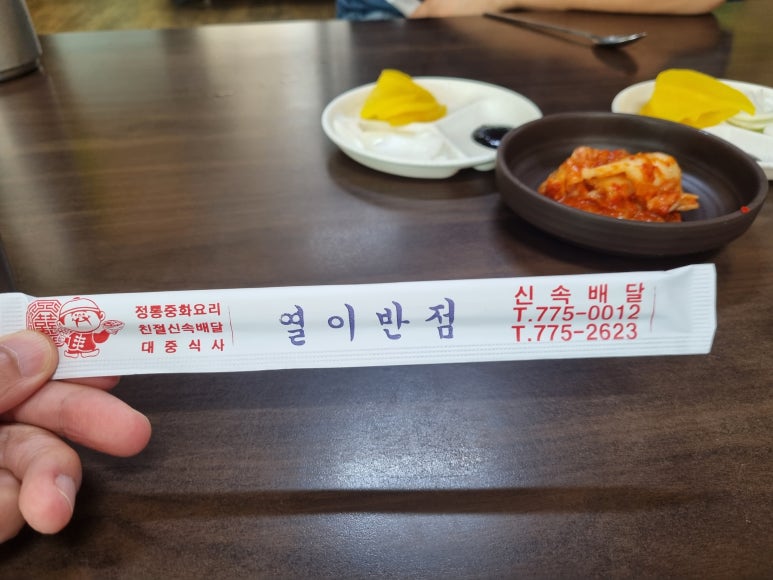 정통중화요리
친절신속배달
대중식사
열이반점
신속배달
T.775-0012
T.775-2623